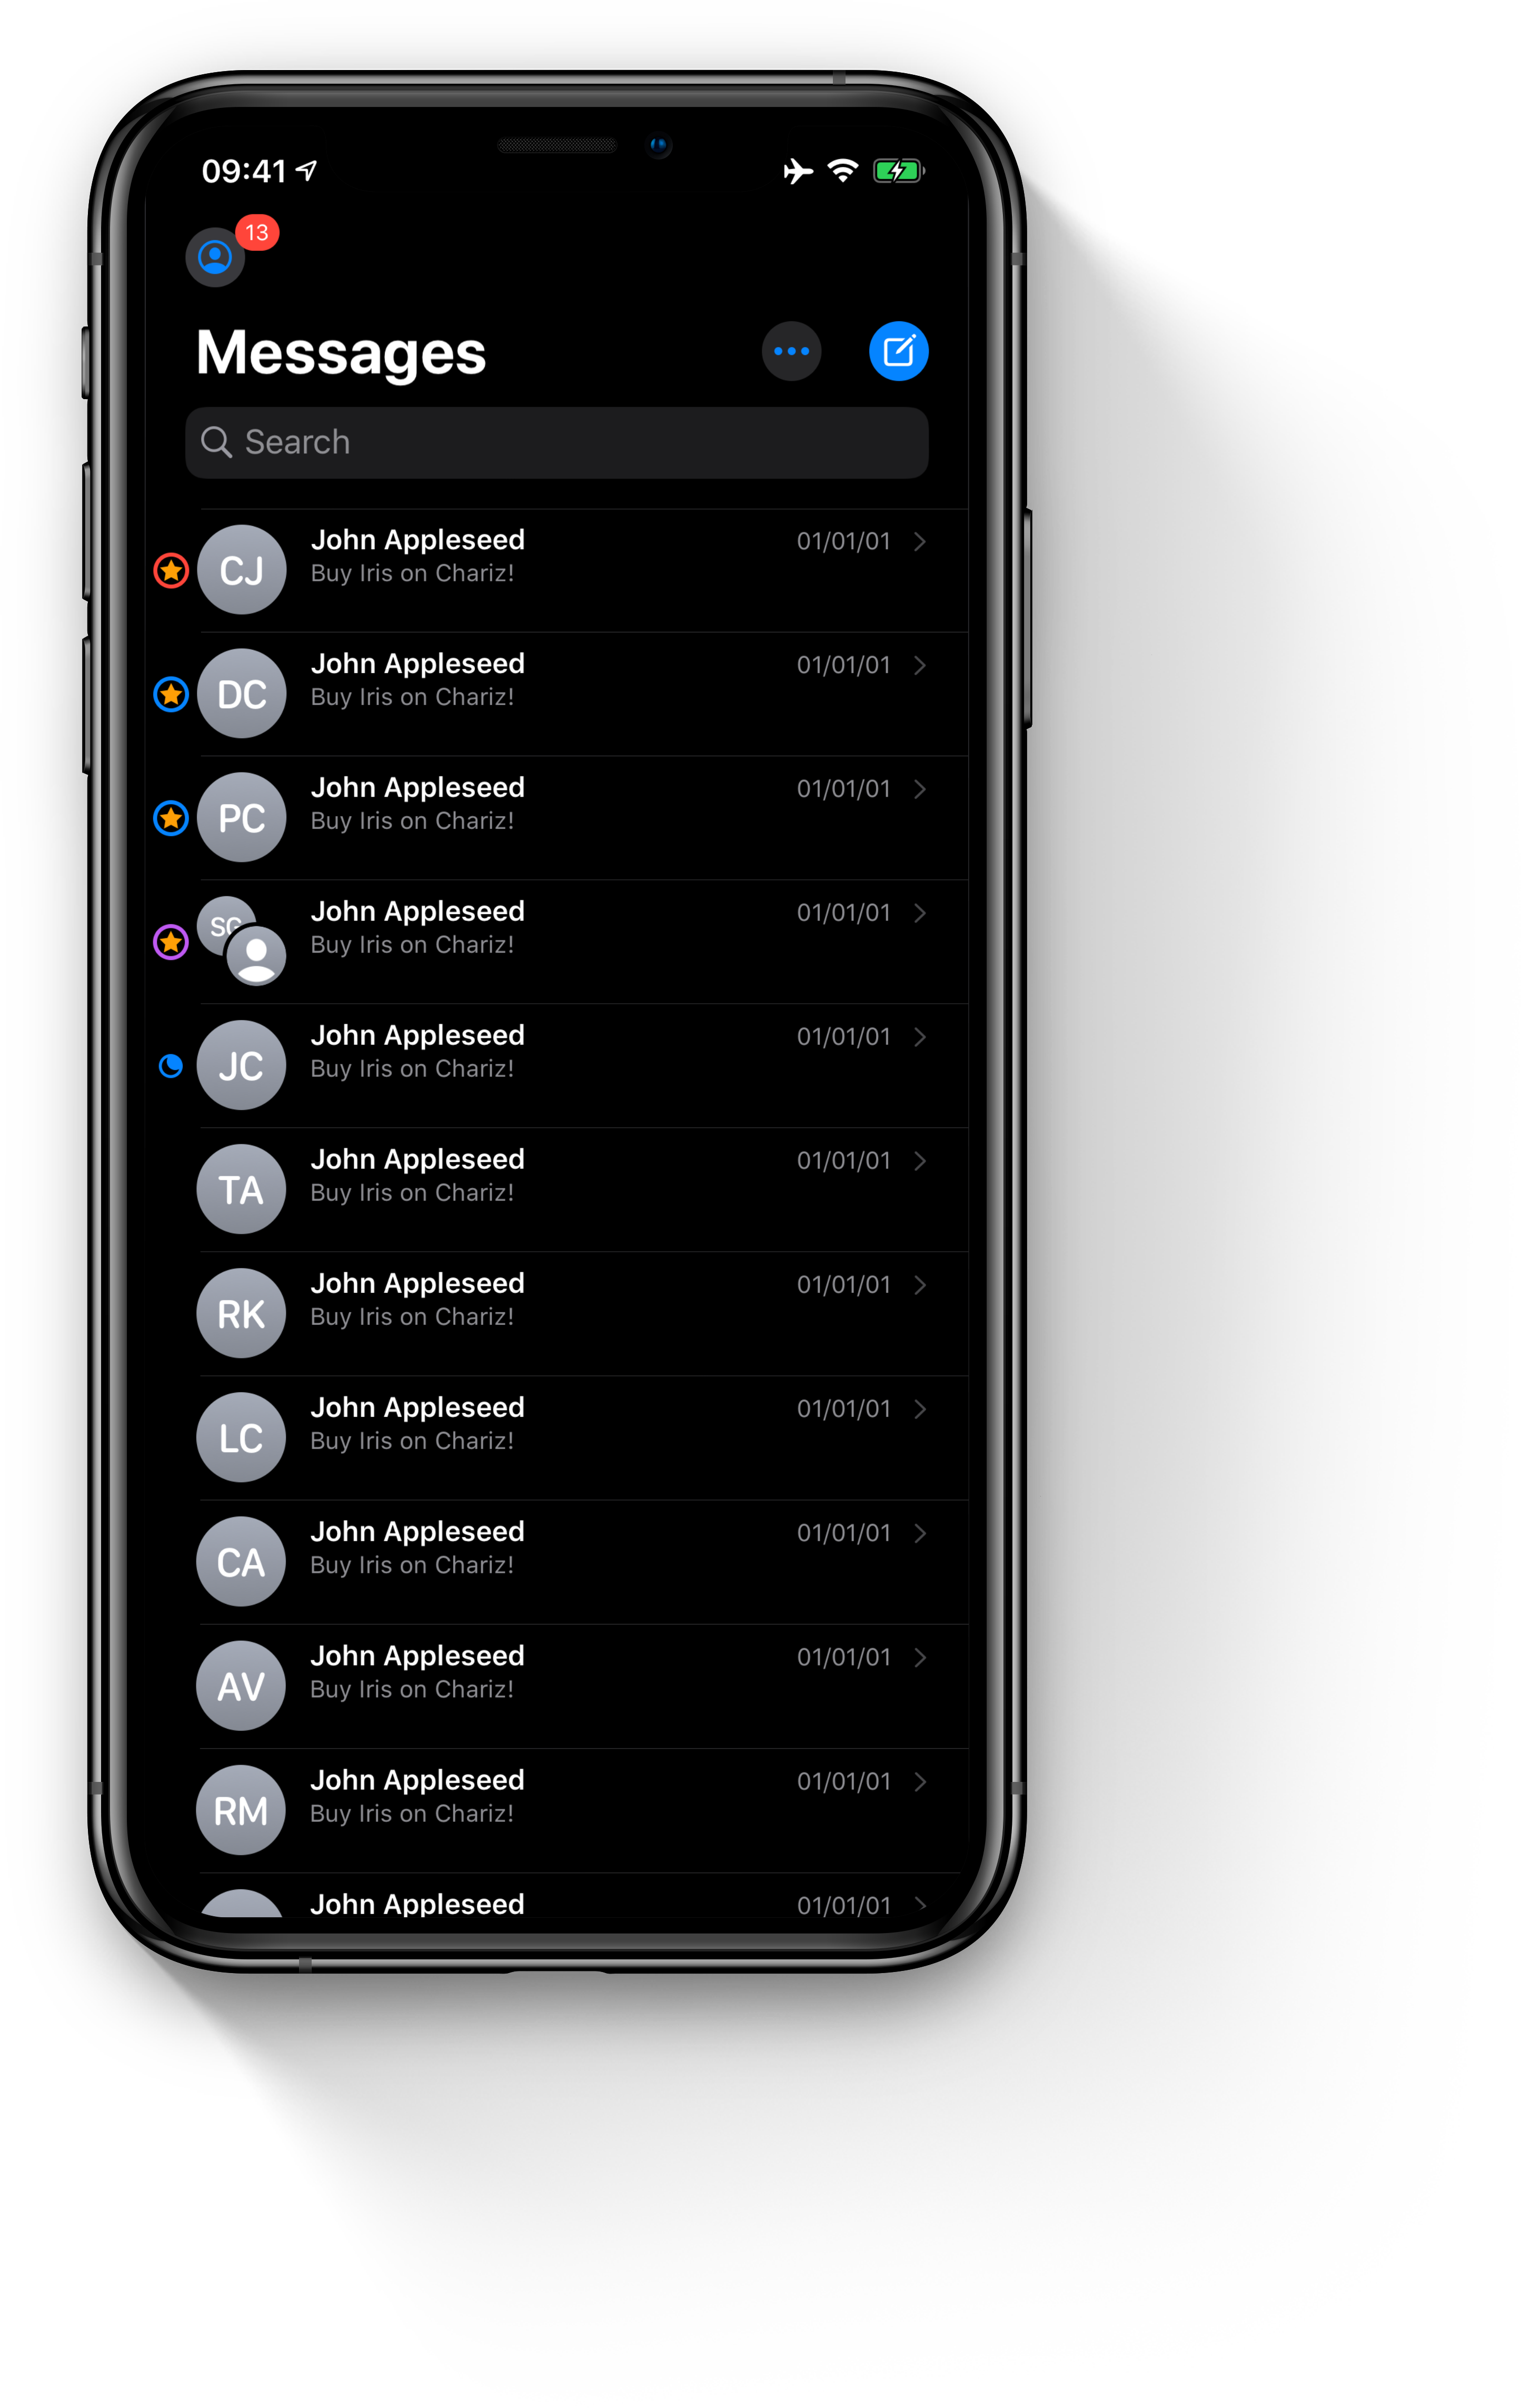 09:41
13
Messages
Search
CJ John Appleseed 01/01/01
Buy Iris on Chariz!
DC John Appleseed 01/01/01
Buy Iris on Chariz!
PC John Appleseed 01/01/01
Buy Iris on Chariz!
SG John Appleseed 01/01/01
Buy Iris on Chariz!
JC John Appleseed 01/01/01
Buy Iris on Chariz!
TA John Appleseed 01/01/01
Buy Iris on Chariz!
RK John Appleseed 01/01/01
Buy Iris on Chariz!
LC John Appleseed 01/01/01
Buy Iris on Chariz!
CA John Appleseed 01/01/01
Buy Iris on Chariz!
AV John Appleseed 01/01/01
Buy Iris on Chariz!
RM John Appleseed 01/01/01
Buy Iris on Chariz!
John Appleseed 01/01/01